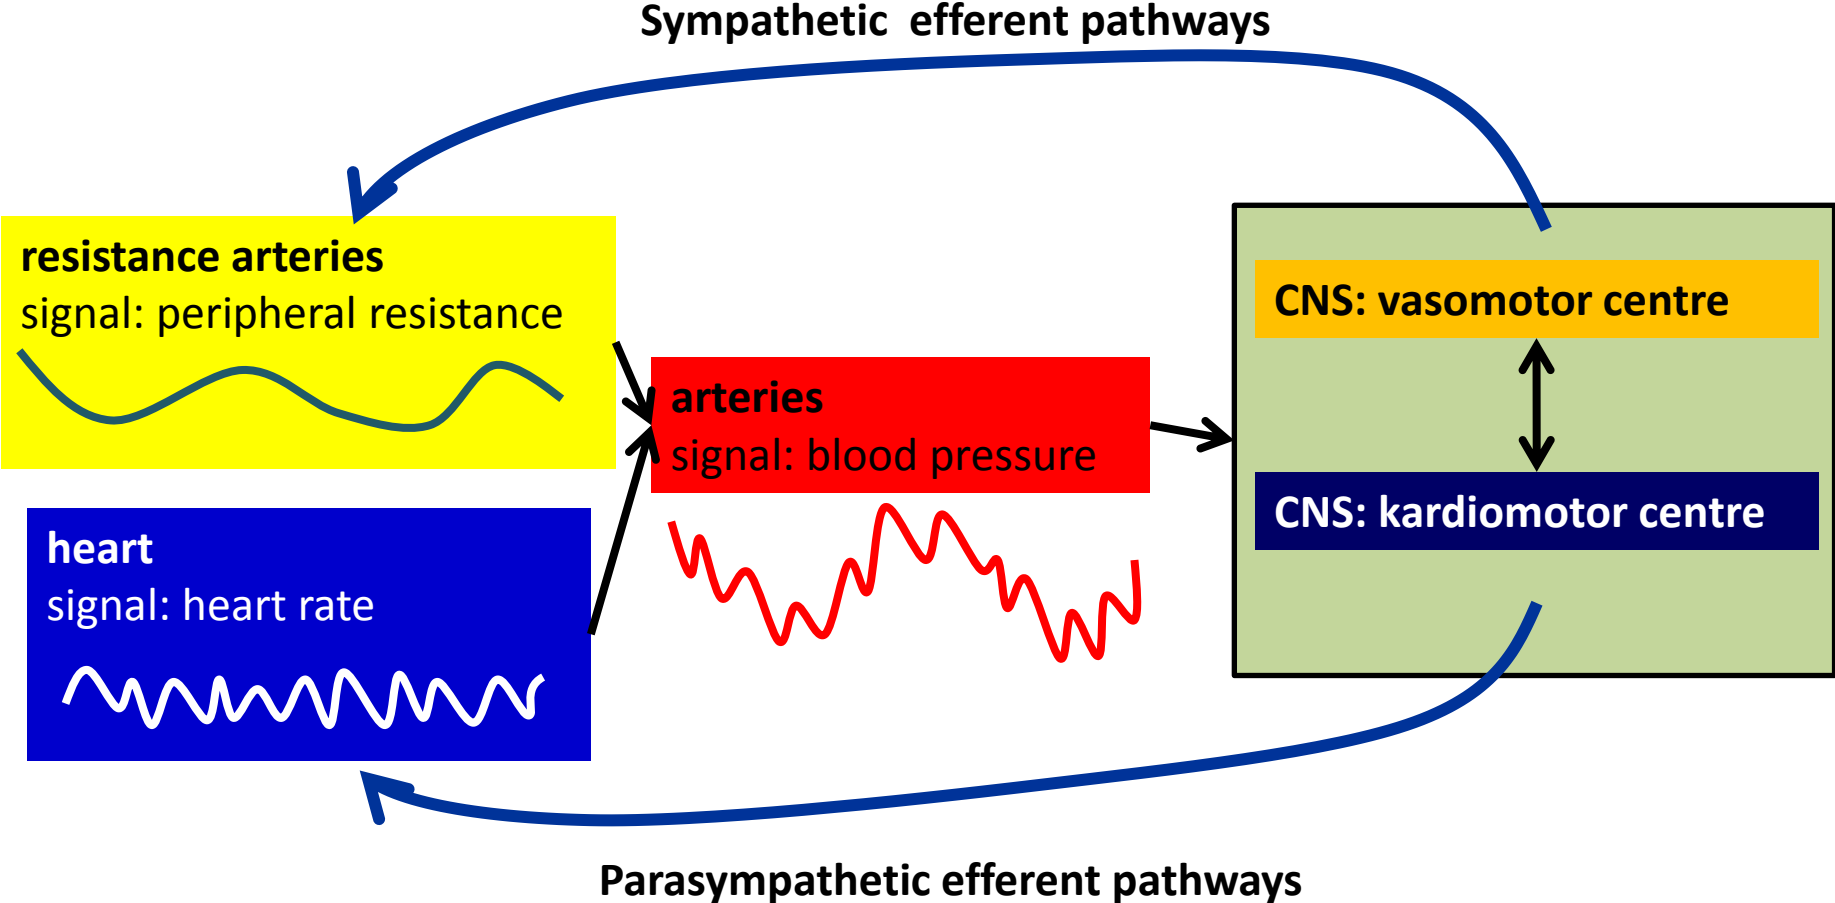 Sympathetic efferent pathways
resistance arteries
signal: peripheral resistance
CNS: vasomotor centre
arteries
signal: blood pressure
CNS: kardiomotor centre
heart
signal: heart rate
Parasympathetic efferent pathways